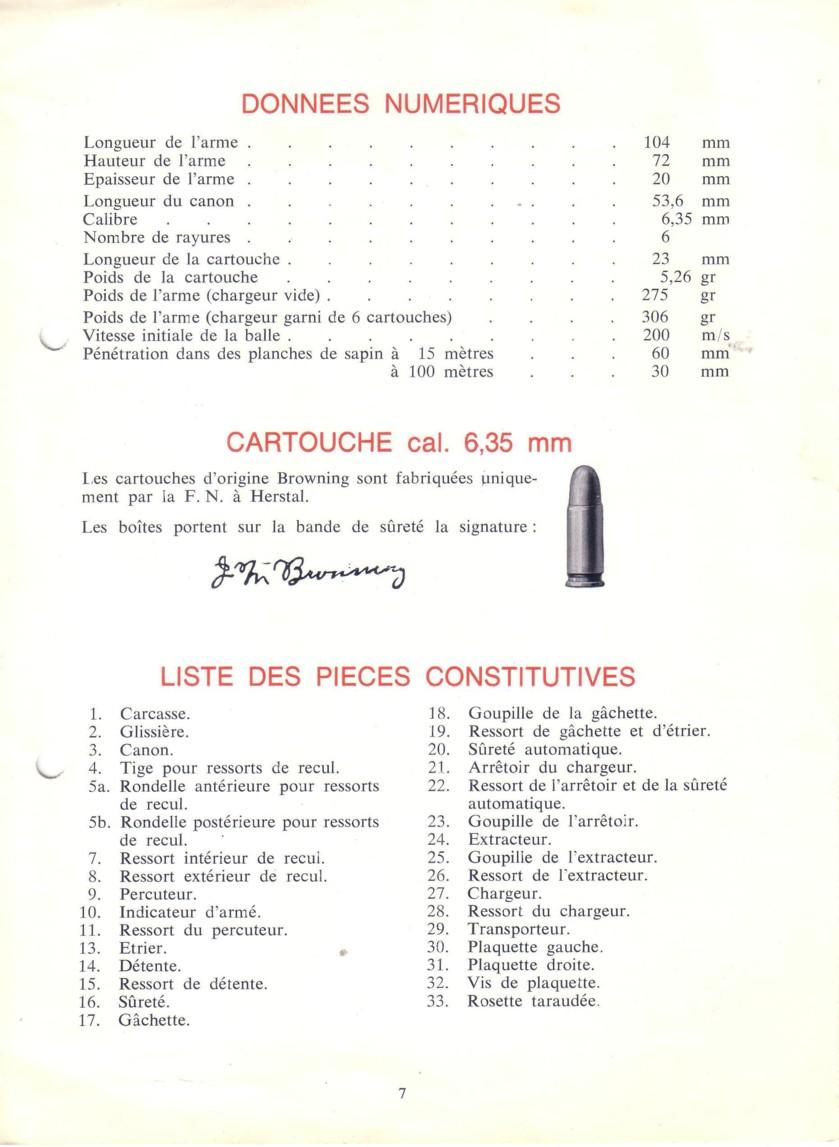 DONNEES NUMERIQUES
Longueur de l'arme . . . . . . . . . . 104 mm
Hauteur de l'arme . . . . . . . . . . 72 mm
Epaisseur de l'arme . . . . . . . . . . 20 mm
Longueur du canon . . . . . . . . . . 53,6 mm
Calibre . . . . . . . . . . . 6,35 mm
Nombre de rayures . . . . . . . . . . 6
Longueur de la cartouche . . . . . . . . . 23 mm
Poids de la cartouche . . . . . . . . . 5,26 gr
Poids de l'arme (chargeur vide) . . . . . . . . 275 gr
Poids de l'arme (chargeur garni de 6 cartouches) . . . . 306 gr
Vitesse initiale de la balle . . . . . . . . . 200 m/s
Pénétration dans des planches de sapin à 15 mètres . . . 60 mm
à 100 mètres . . . 30 mm
CARTOUCHE cal. 6,35 mm
Les cartouches d'origine Browning sont fabriquées unique-
ment par la F. N. à Herstal.
Les boîtes portent sur la bande de sûreté la signature :
J M Browning
LISTE DES PIECES CONSTITUTIVES
1. Carcasse.
2. Glissière.
3. Canon.
4. Tige pour ressorts de recul.
5a. Rondelle antérieure pour ressorts
de recul.
5b. Rondelle postérieure pour ressorts
de recul.
7. Ressort intérieur de recul.
8. Ressort extérieur de recul.
9. Percuteur.
10. Indicateur d'armé.
11. Ressort du percuteur.
13. Etrier.
14. Détente.
15. Ressort de détente.
16. Sûreté.
17. Gâchette.
18. Goupille de la gâchette.
19. Ressort de gâchette et d'étrier.
20. Sûreté automatique.
21. Arrêtoir du chargeur.
22. Ressort de l'arrêtoir et de la sûreté
automatique.
23. Goupille de l'arrêtoir.
24. Extracteur.
25. Goupille de l'extracteur.
26. Ressort de l'extracteur.
27. Chargeur.
28. Ressort du chargeur.
29. Transporteur.
30. Plaquette gauche.
31. Plaquette droite.
32. Vis de plaquette.
33. Rosette taraudée.
7